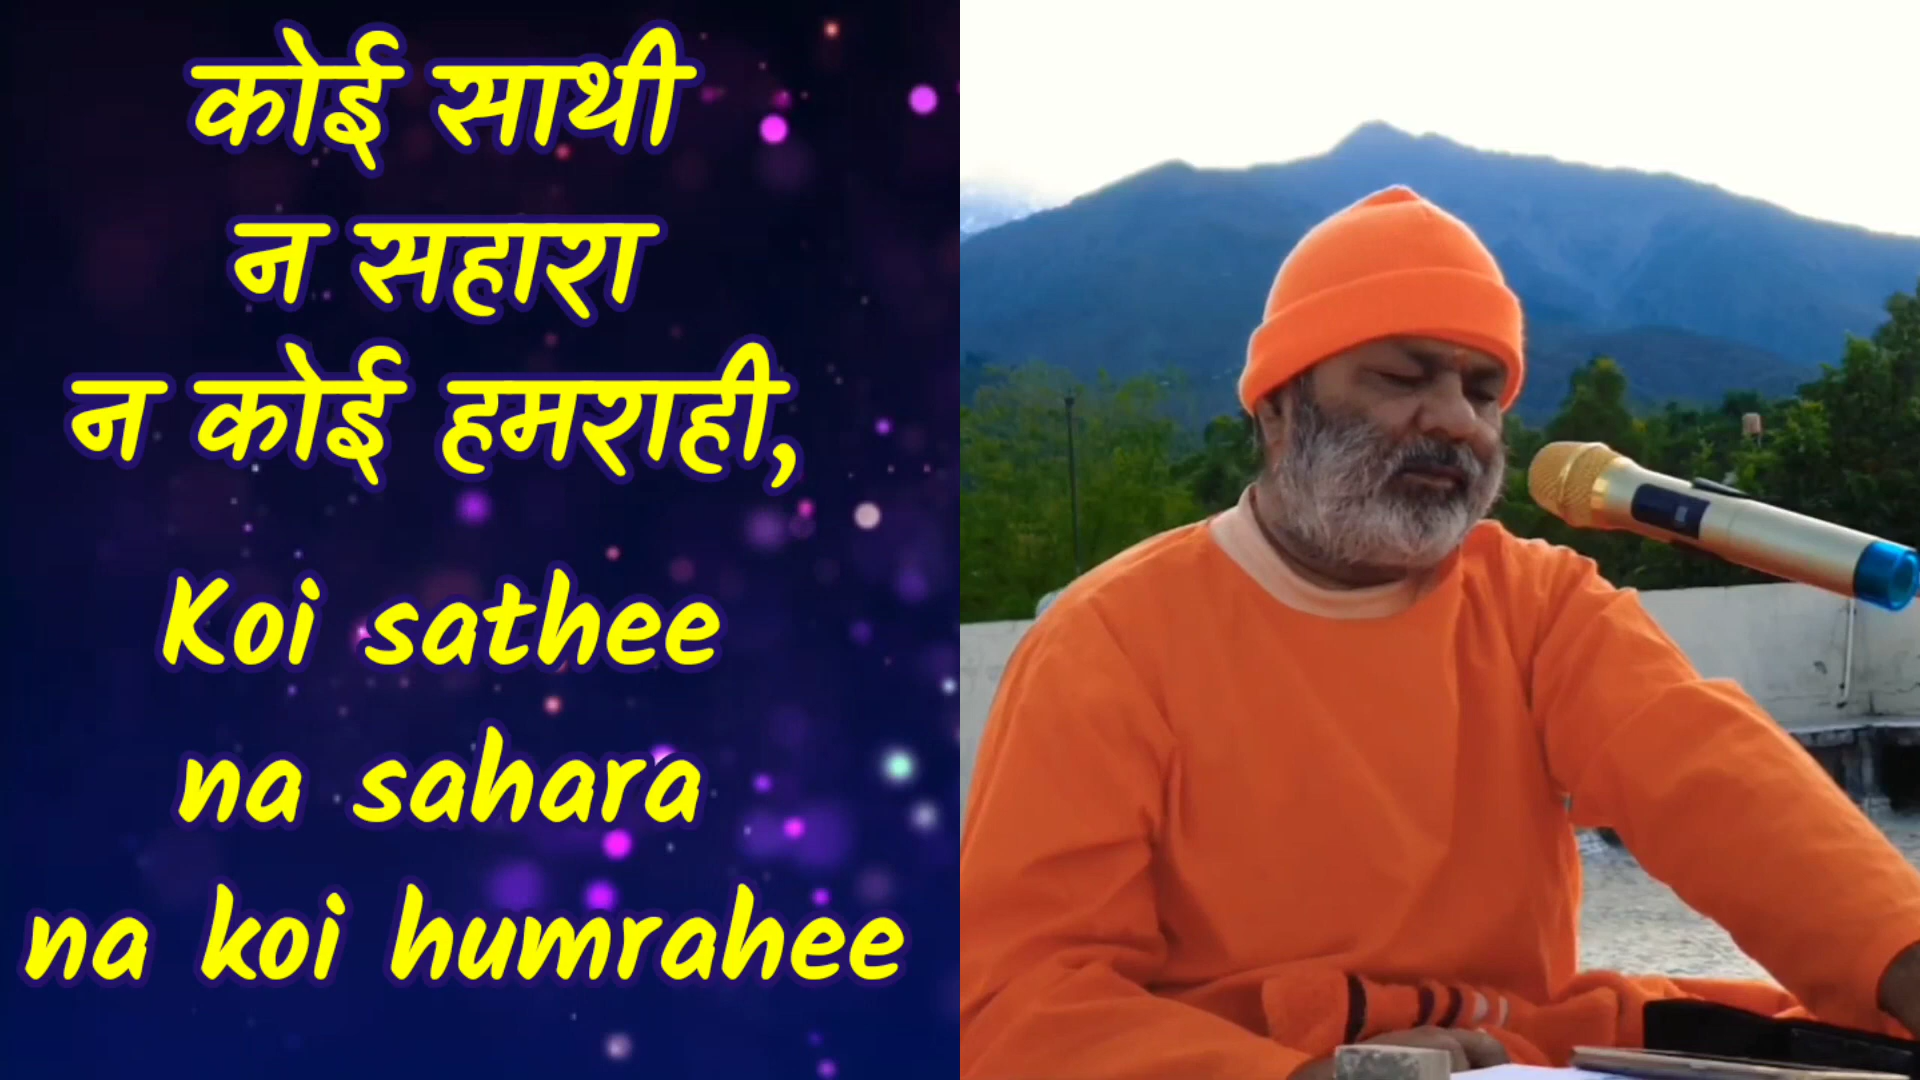 कोई साथी
न सहारा
न कोई हमराही,
Koi sathee
na sahara
na koi humrahee